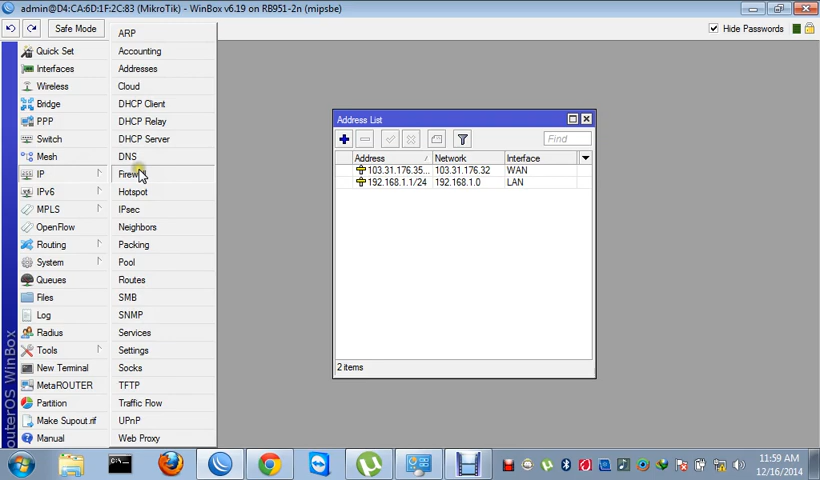 admin@D4:CA:6D:1F:2C:83 (MikroTik) - WinBox v6.19 on RB951-2n (mipsbe)
Safe Mode
Hide Passwords
Quick Set
Interfaces
Wireless
Bridge
PPP
Switch
Mesh
IP
IPv6
MPLS
OpenFlow
Routing
System
Queues
Files
Log
Radius
Tools
New Terminal
MetaROUTER
Partition
Make Supout.rif
Manual
outerOS WinBox
ARP
Accounting
Addresses
Cloud
DHCP Client
DHCP Relay
DHCP Server
DNS
Hotspot
IPsec
Neighbors
Packing
Pool
Routes
SMB
SNMP
Services
Settings
Socks
TFTP
Traffic Flow
UPnP
Web Proxy
Address List
Find
Address Network Interface
103.31.176.35... 103.31.176.32 WAN
192.168.1.1/24 192.168.1.0 LAN
2 items
11:59 AM
12/16/2014